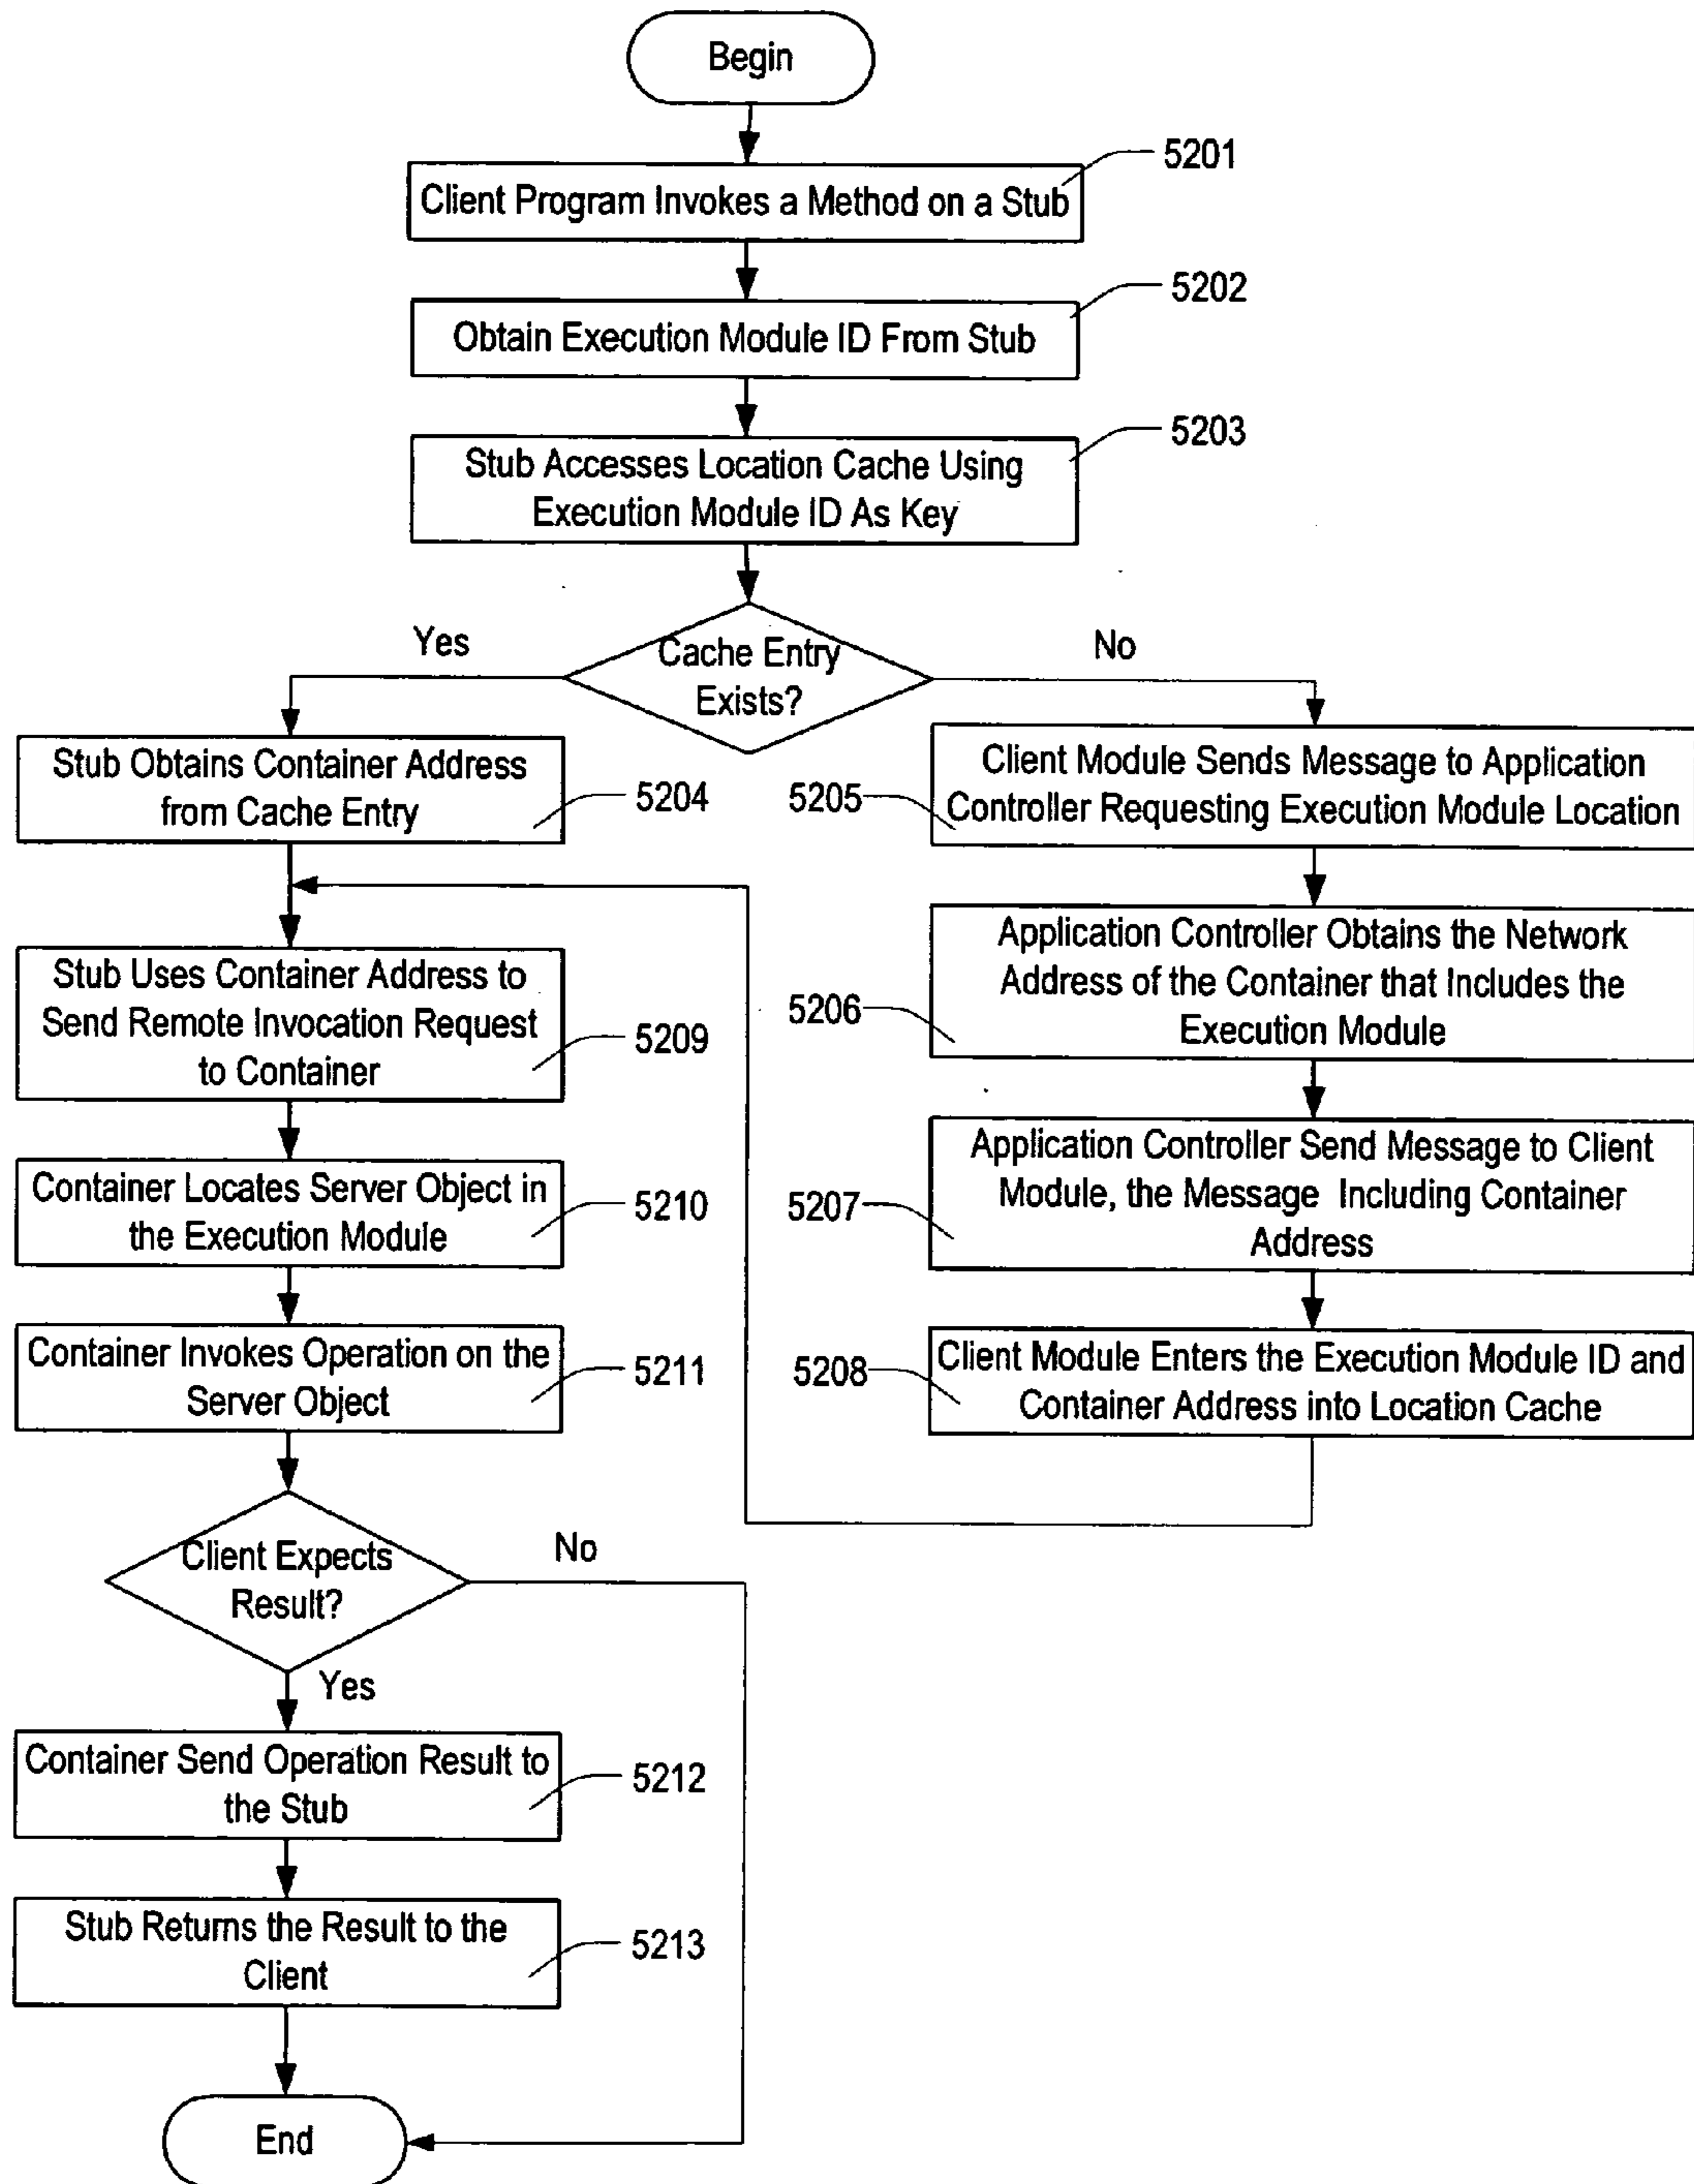 Begin
5201
Client Program Invokes a Method on a Stub
5202
Obtain Execution Module ID From Stub
5203
Stub Accesses Location Cache Using
Execution Module ID As Key
Yes
Cache Entry
Exists?
No
Stub Obtains Container Address
from Cache Entry
5204
Stub Uses Container Address to
Send Remote Invocation Request
to Container
5209
Container Locates Server Object in
the Execution Module
5210
Container Invokes Operation on the
Server Object
5211
Client Expects
Result?
No
Yes
Container Send Operation Result to
the Stub
5212
Stub Returns the Result to the
Client
5213
End
Client Module Sends Message to Application
Controller Requesting Execution Module Location
5205
Application Controller Obtains the Network
Address of the Container that Includes the
Execution Module
5206
Application Controller Send Message to Client
Module, the Message Including Container
Address
5207
Client Module Enters the Execution Module ID and
Container Address into Location Cache
5208